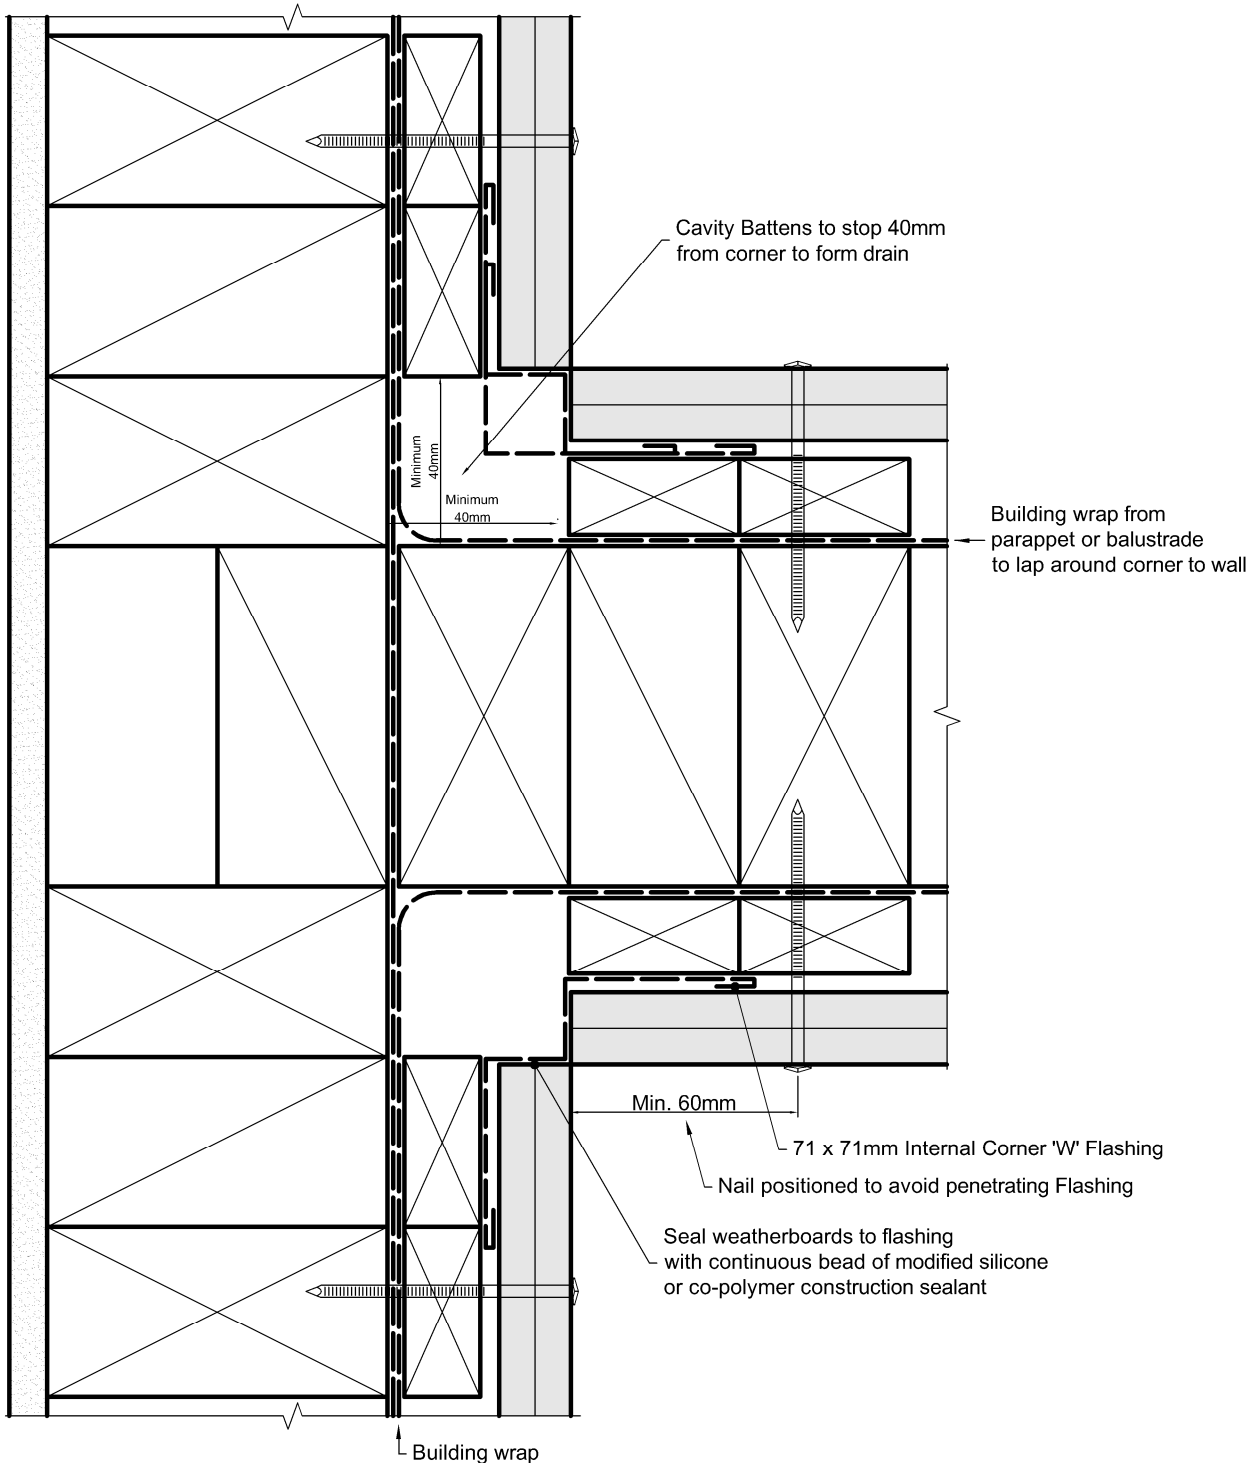 Cavity Battens to stop 40mm
from corner to form drain
Minimum
40mm
Minimum
40mm
Building wrap from
parappet or balustrade
to lap around corner to wall
Min. 60mm
71 x 71mm Internal Corner 'W' Flashing
Nail positioned to avoid penetrating Flashing
Seal weatherboards to flashing
with continuous bead of modified silicone
or co-polymer construction sealant
Building wrap